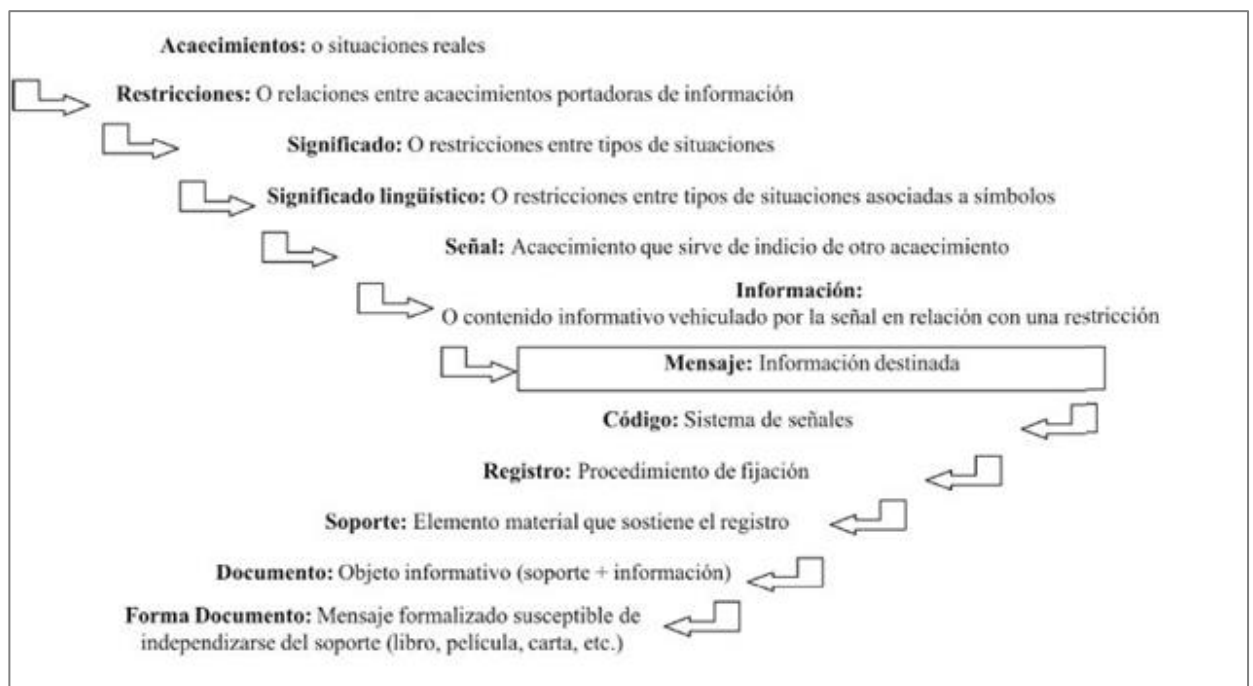 Acaecimientos: o situaciones reales
Restricciones: O relaciones entre acaecimientos portadoras de información
Significado: O restricciones entre tipos de situaciones
Significado lingüístico: O restricciones entre tipos de situaciones asociadas a símbolos
Señal: Acaecimiento que sirve de indicio de otro acaecimiento
Información:
O contenido informativo vehiculado por la señal en relación con una restricción
Mensaje: Información destinada
Código: Sistema de señales
Registro: Procedimiento de fijación
Soporte: Elemento material que sostiene el registro
Documento: Objeto informativo (soporte + información)
Forma Documento: Mensaje formalizado susceptible de
independizarse del soporte (libro, película, carta, etc.)